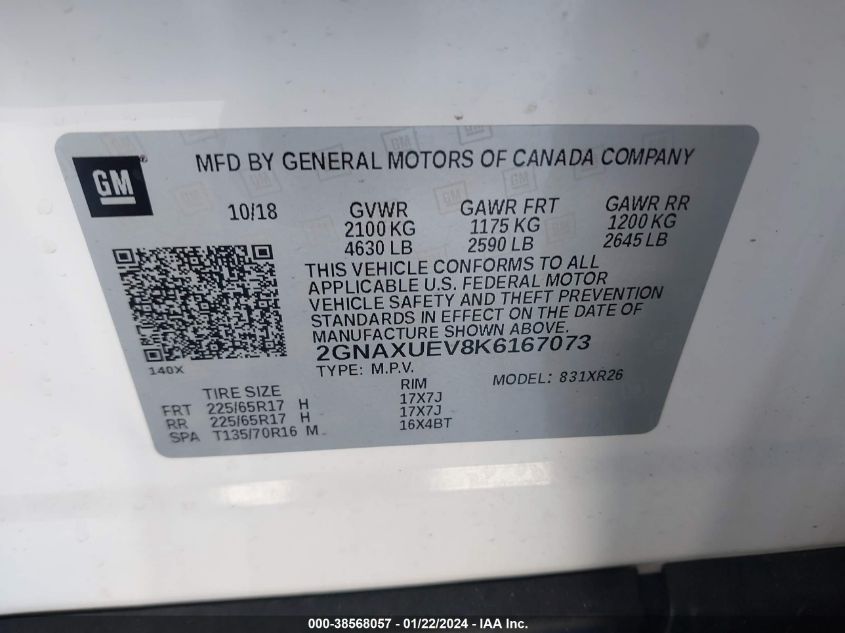 GM
®
MFD BY GENERAL MOTORS OF CANADA COMPANY
10/18 GVWR GAWR FRT GAWR RR
2100 KG 1175 KG 1200 KG
4630 LB 2590 LB 2645 LB
THIS VEHICLE CONFORMS TO ALL
APPLICABLE U.S. FEDERAL MOTOR
VEHICLE SAFETY AND THEFT PREVENTION
STANDARDS IN EFFECT ON THE DATE OF
MANUFACTURE SHOWN ABOVE.
2GNAXUEV8K6167073
140X
TYPE: M.P.V. MODEL: 831XR26
TIRE SIZE RIM
FRT 225/65R17 H 17X7J
RR 225/65R17 H 17X7J
SPA T135/70R16 M 16X4BT
000-38568057 - 01/22/2024 - IAA Inc.